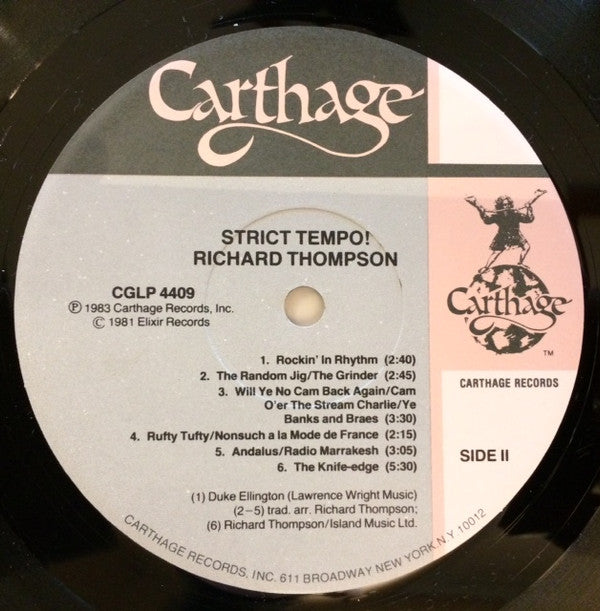 Carthage
STRICT TEMPO!
RICHARD THOMPSON
CGLP 4409
℗ 1983 Carthage Records, Inc.
© 1981 Elixir Records
Carthage
TM
CARTHAGE RECORDS
SIDE II
1. Rockin' In Rhythm (2:40)
2. The Random Jig/The Grinder (2:45)
3. Will Ye No Cam Back Again/Cam
O'er The Stream Charlie/Ye
Banks and Braes (3:30)
4. Rufty Tufty/Nonsuch a la Mode de France (2:15)
5. Andalus/Radio Marrakesh (3:05)
6. The Knife-edge (5:30)
(1) Duke Ellington (Lawrence Wright Music)
(2–5) trad. arr. Richard Thompson;
(6) Richard Thompson/Island Music Ltd.
CARTHAGE RECORDS, INC. 611 BROADWAY NEW YORK, N.Y. 10012